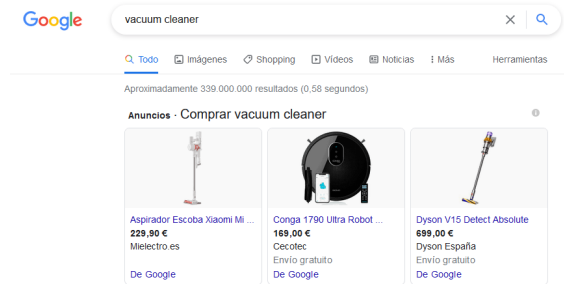 Google
vacuum cleaner
Todo Imágenes Shopping Vídeos Noticias Más Herramientas
Aproximadamente 339.000.000 resultados (0,58 segundos)
Anuncios · Comprar vacuum cleaner
Aspirador Escoba Xiaomi Mi ...
229,90 €
Mielectro.es
De Google
Conga 1790 Ultra Robot ...
169,00 €
Cecotec
Envío gratuito
De Google
Dyson V15 Detect Absolute
699,00 €
Dyson España
Envío gratuito
De Google